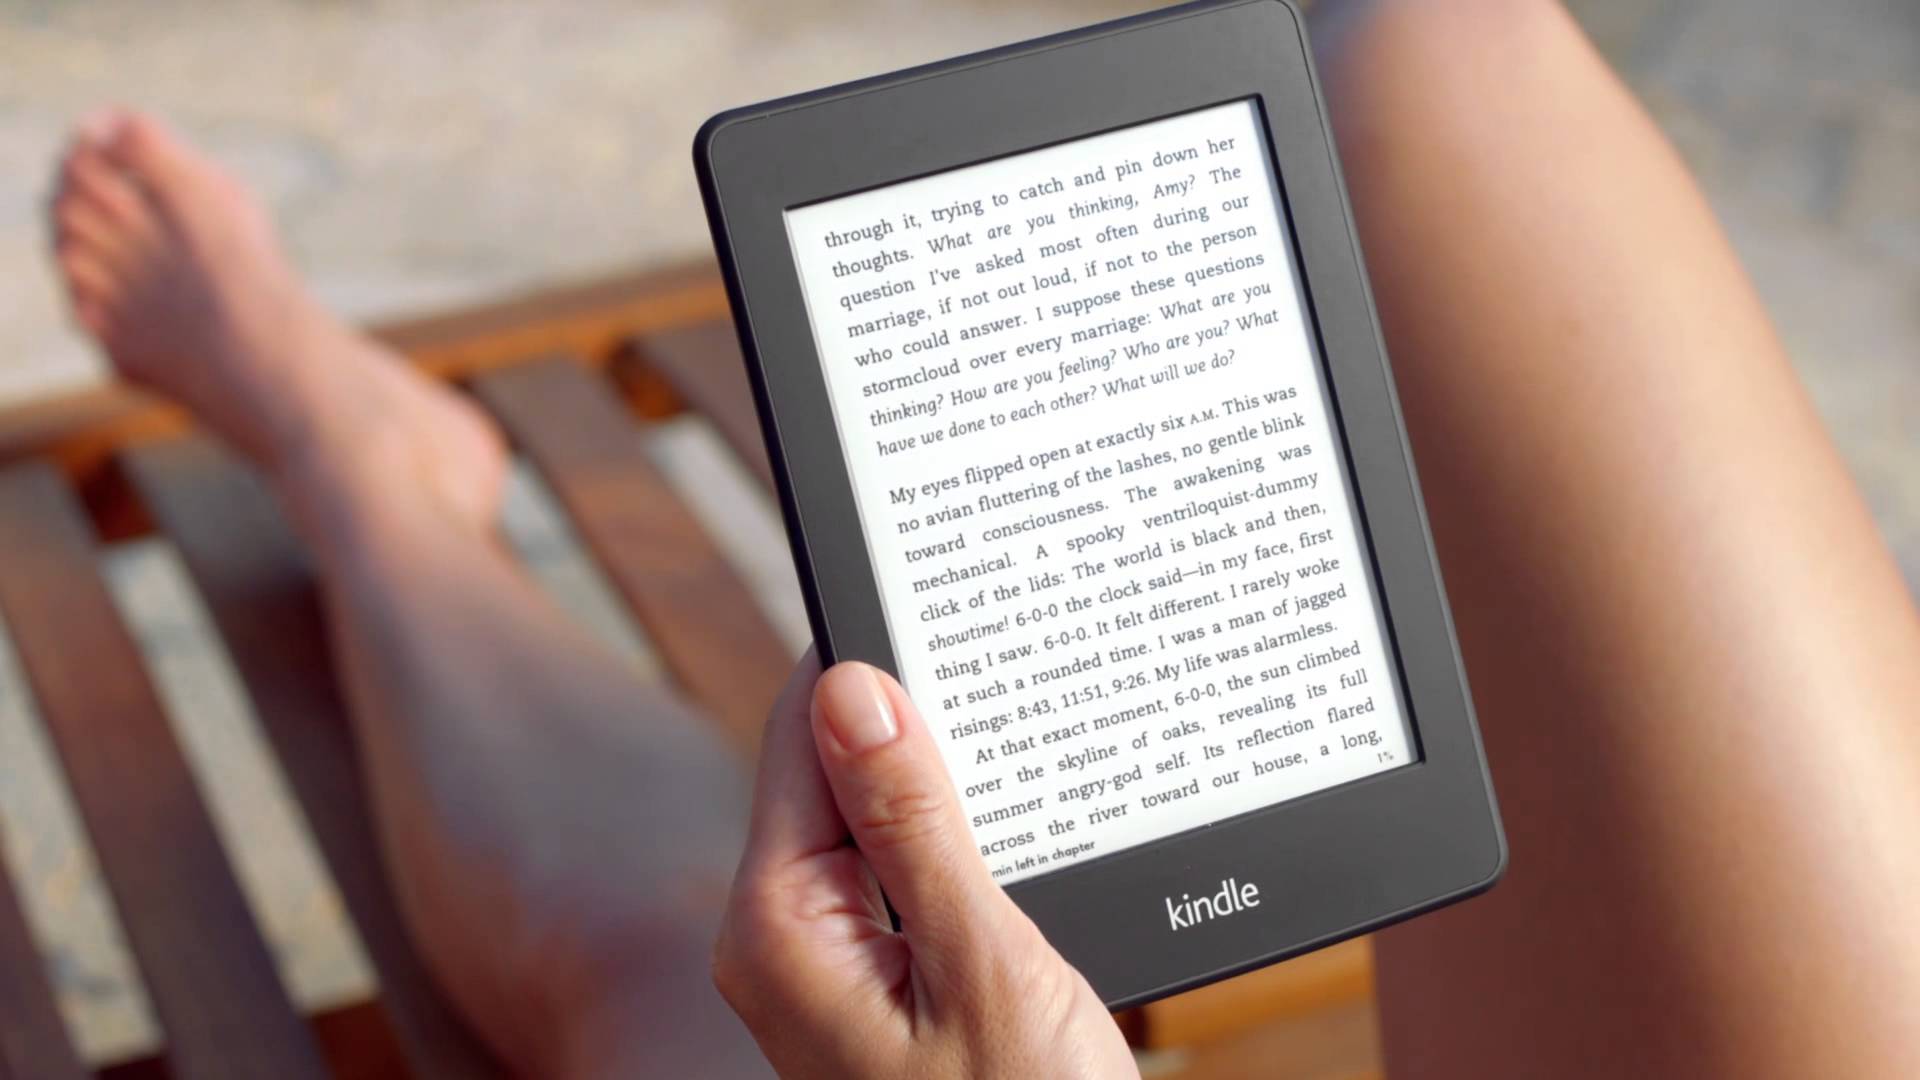 through it, trying to catch and pin down her
thoughts. What are you thinking, Amy? The
question I've asked most often during our
marriage, if not out loud, if not to the person
who could answer. I suppose these questions
stormcloud over every marriage: What are you
thinking? How are you feeling? Who are you? What
have we done to each other? What will we do?
My eyes flipped open at exactly six A.M. This was
no avian fluttering of the lashes, no gentle blink
toward consciousness. The awakening was
mechanical. A spooky ventriloquist-dummy
click of the lids: The world is black and then,
showtime! 6-0-0 the clock said—in my face, first
thing I saw. 6-0-0. It felt different. I rarely woke
at such a rounded time. I was a man of jagged
risings: 8:43, 11:51, 9:26. My life was alarmless.
At that exact moment, 6-0-0, the sun climbed
over the skyline of oaks, revealing its full
summer angry-god self. Its reflection flared
across the river toward our house, a long,
min left in chapter
1%
kindle